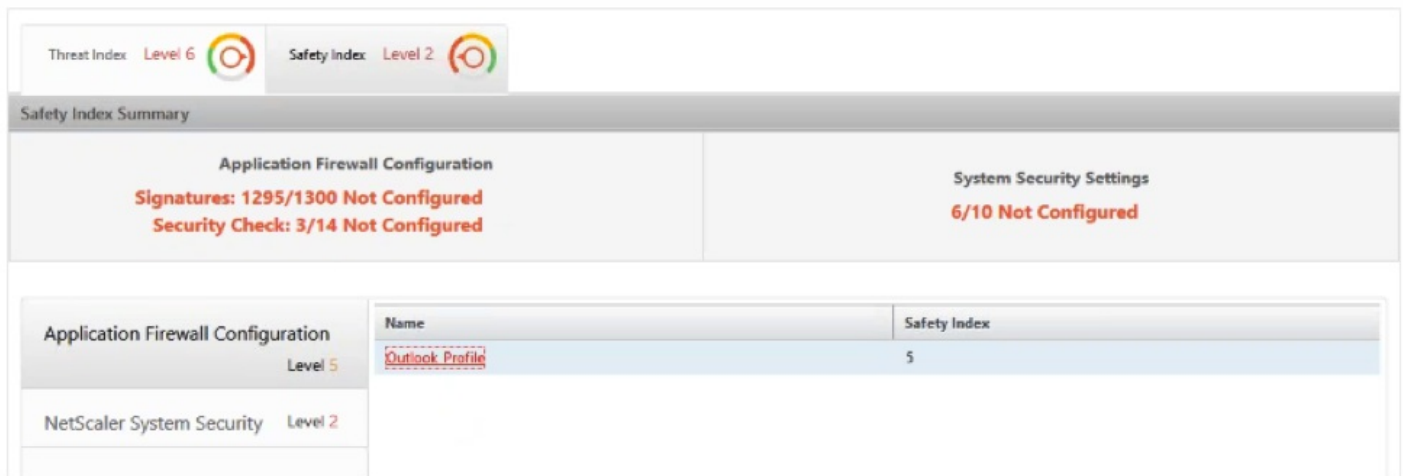 Threat Index Level 6 Safety Index Level 2
Safety Index Summary
Application Firewall Configuration
Signatures: 1295/1300 Not Configured
Security Check: 3/14 Not Configured
System Security Settings
6/10 Not Configured
Application Firewall Configuration
Level 5
NetScaler System Security Level 2
Name Safety Index
Outlook Profile 5